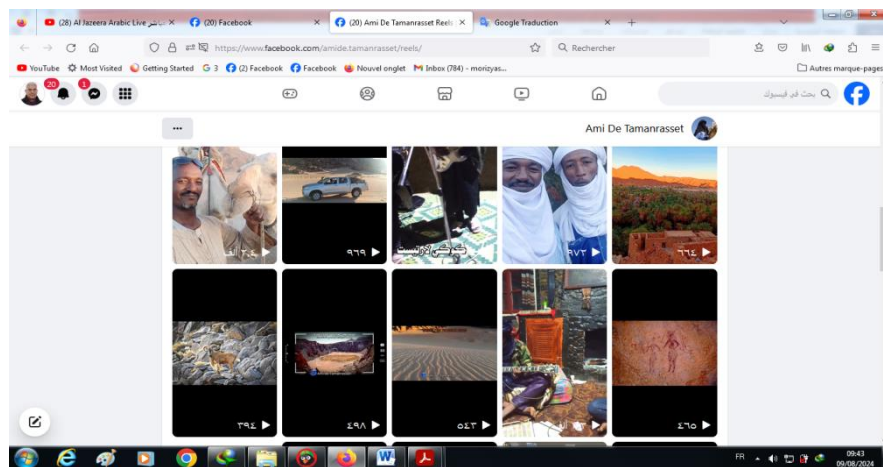 (28) Al Jazeera Arabic Live
(20) Facebook
(20) Ami De Tamanrasset Reels
Google Traduction
https://www.facebook.com/amide.tamanrasset/reels/
Rechercher
YouTube
Most Visited
Getting Started
G 3
(2) Facebook
Facebook
Nouvel onglet
Inbox (784) - morizyas...
Autres marque-pages
20
1
بحث في فيسبوك
Ami De Tamanrasset
٩٦٩
٩٧٣
٦٦٤
٣٩٤
٤٩٨
٥٤٣
٤٦٥
FR
09:43
09/08/2024